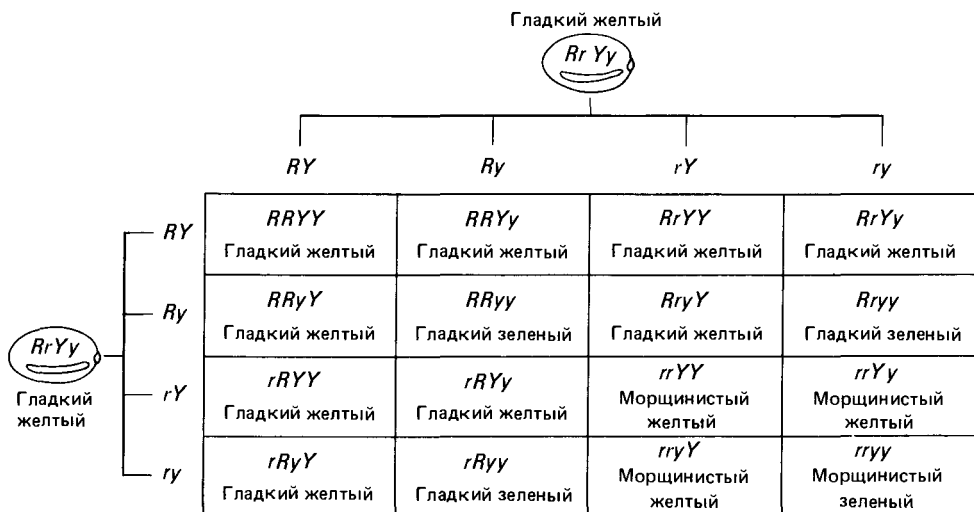 Гладкий желтый
Rr Yy
RY Ry rY ry
RY RRYY RRYy RrYY RrYy
Гладкий желтый Гладкий желтый Гладкий желтый Гладкий желтый
Ry RRyY RRyy RryY Rryy
Гладкий желтый Гладкий зеленый Гладкий желтый Гладкий зеленый
RrYy
Гладкий
желтый
rY rRYY rRYy rrYY rrYy
Гладкий желтый Гладкий желтый Морщинистый Морщинистый
желтый желтый
ry rRyY rRyy rryY rryy
Гладкий желтый Гладкий зеленый Морщинистый Морщинистый
желтый зеленый